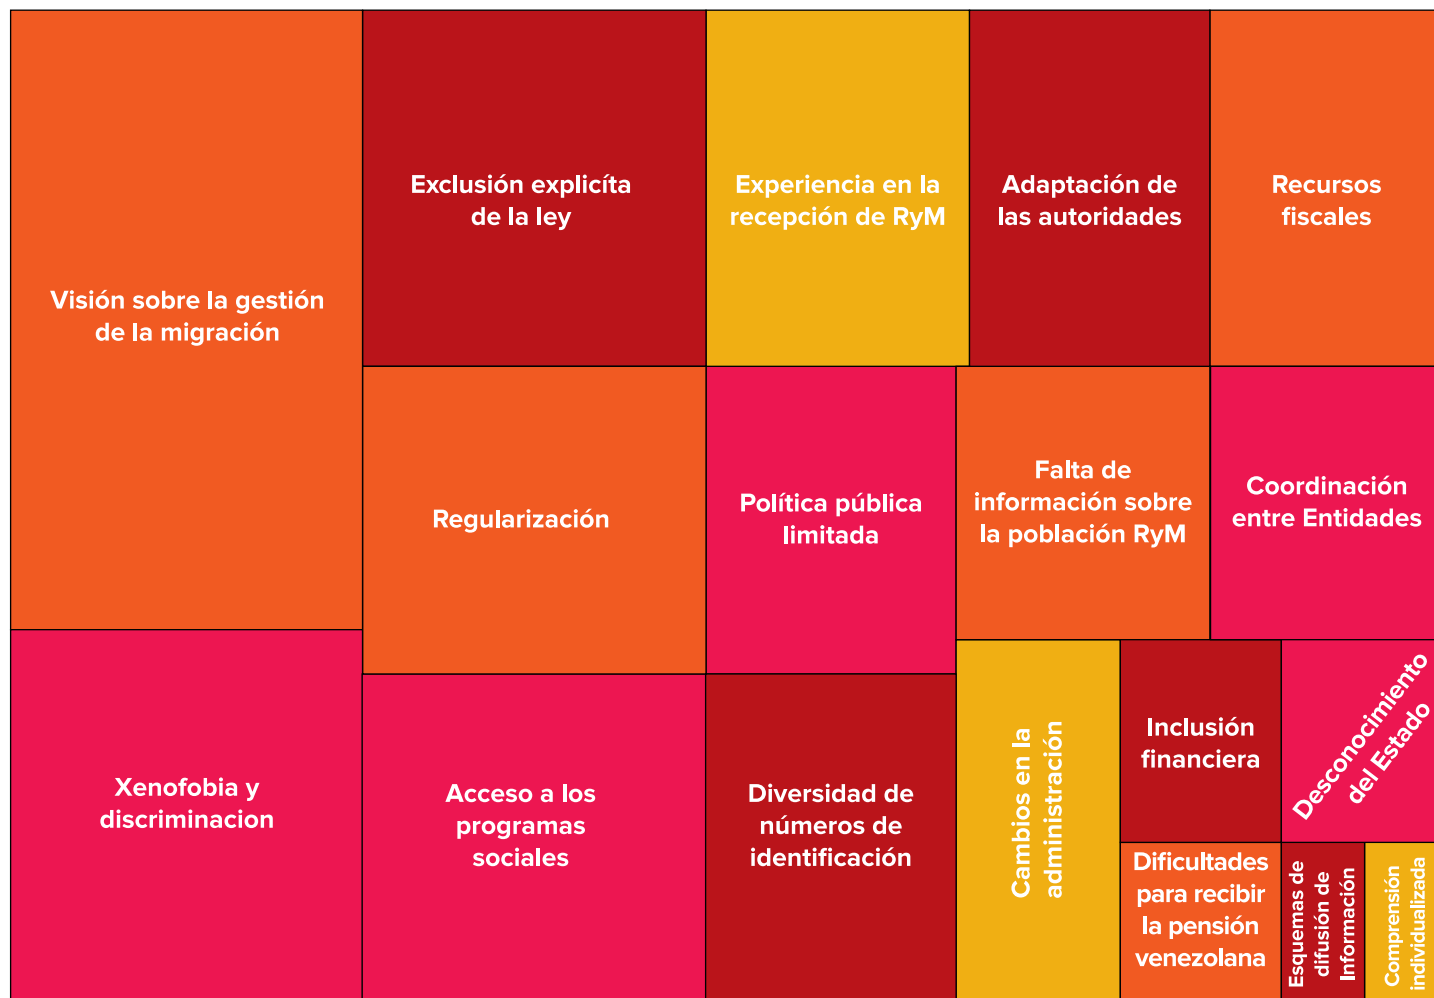 Visión sobre la gestión
de la migración
Exclusión explicíta
de la ley
Experiencia en la
recepción de RyM
Adaptación de
las autoridades
Recursos
fiscales
Regularización
Política pública
limitada
Falta de
información sobre
la población RyM
Coordinación
entre Entidades
Xenofobia y
discriminacion
Acceso a los
programas
sociales
Diversidad de
números de
identificación
Cambios en la
administración
Inclusión
financiera
Desconocimiento
del Estado
Dificultades
para recibir
la pensión
venezolana
Esquemas de
difusión de
Información
Comprensión
individualizada